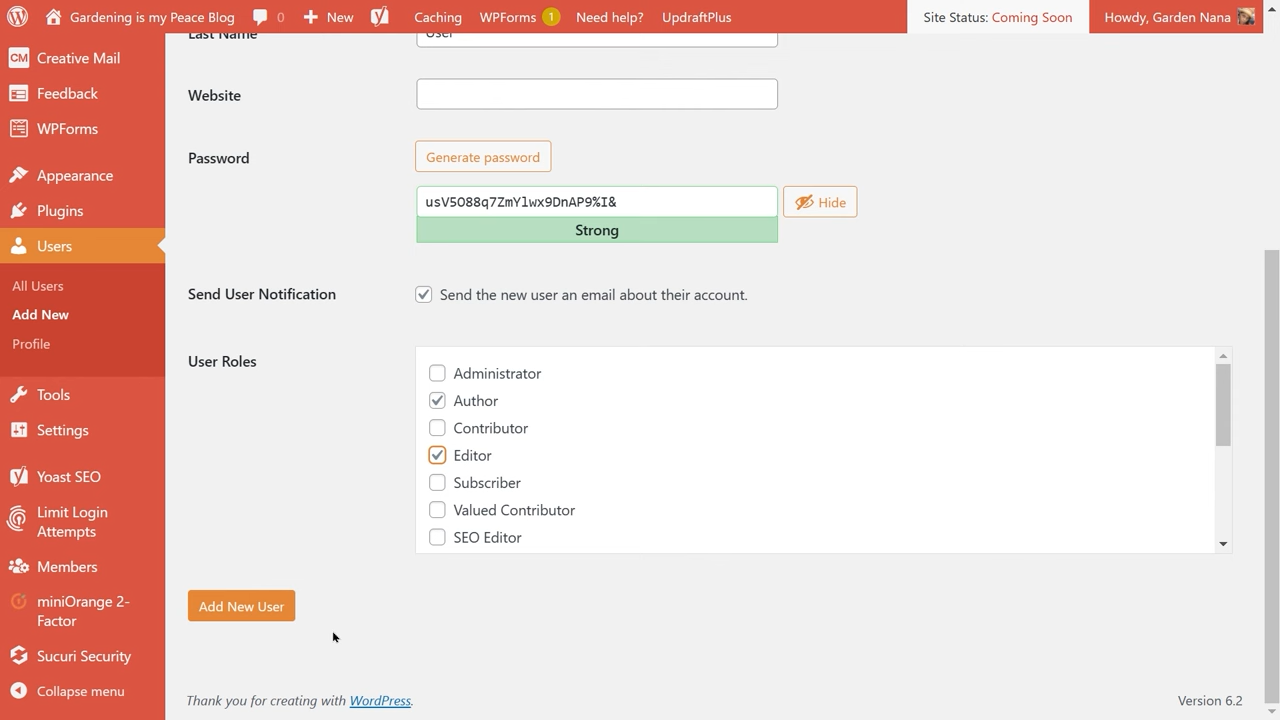 Gardening is my Peace Blog
0
New
Caching
WPForms
1
Need help?
UpdraftPlus
Site Status: Coming Soon
Howdy, Garden Nana
CM
Creative Mail
Feedback
WPForms
Appearance
Plugins
Users
All Users
Add New
Profile
Tools
Settings
Yoast SEO
Limit Login
Attempts
Members
miniOrange 2-
Factor
Sucuri Security
Collapse menu
Last Name
User
Website
Password
Generate password
usV5O88q7ZmYlwx9DnAP9%I&
Hide
Strong
Send User Notification
Send the new user an email about their account.
User Roles
Administrator
Author
Contributor
Editor
Subscriber
Valued Contributor
SEO Editor
Add New User
Thank you for creating with WordPress.
Version 6.2